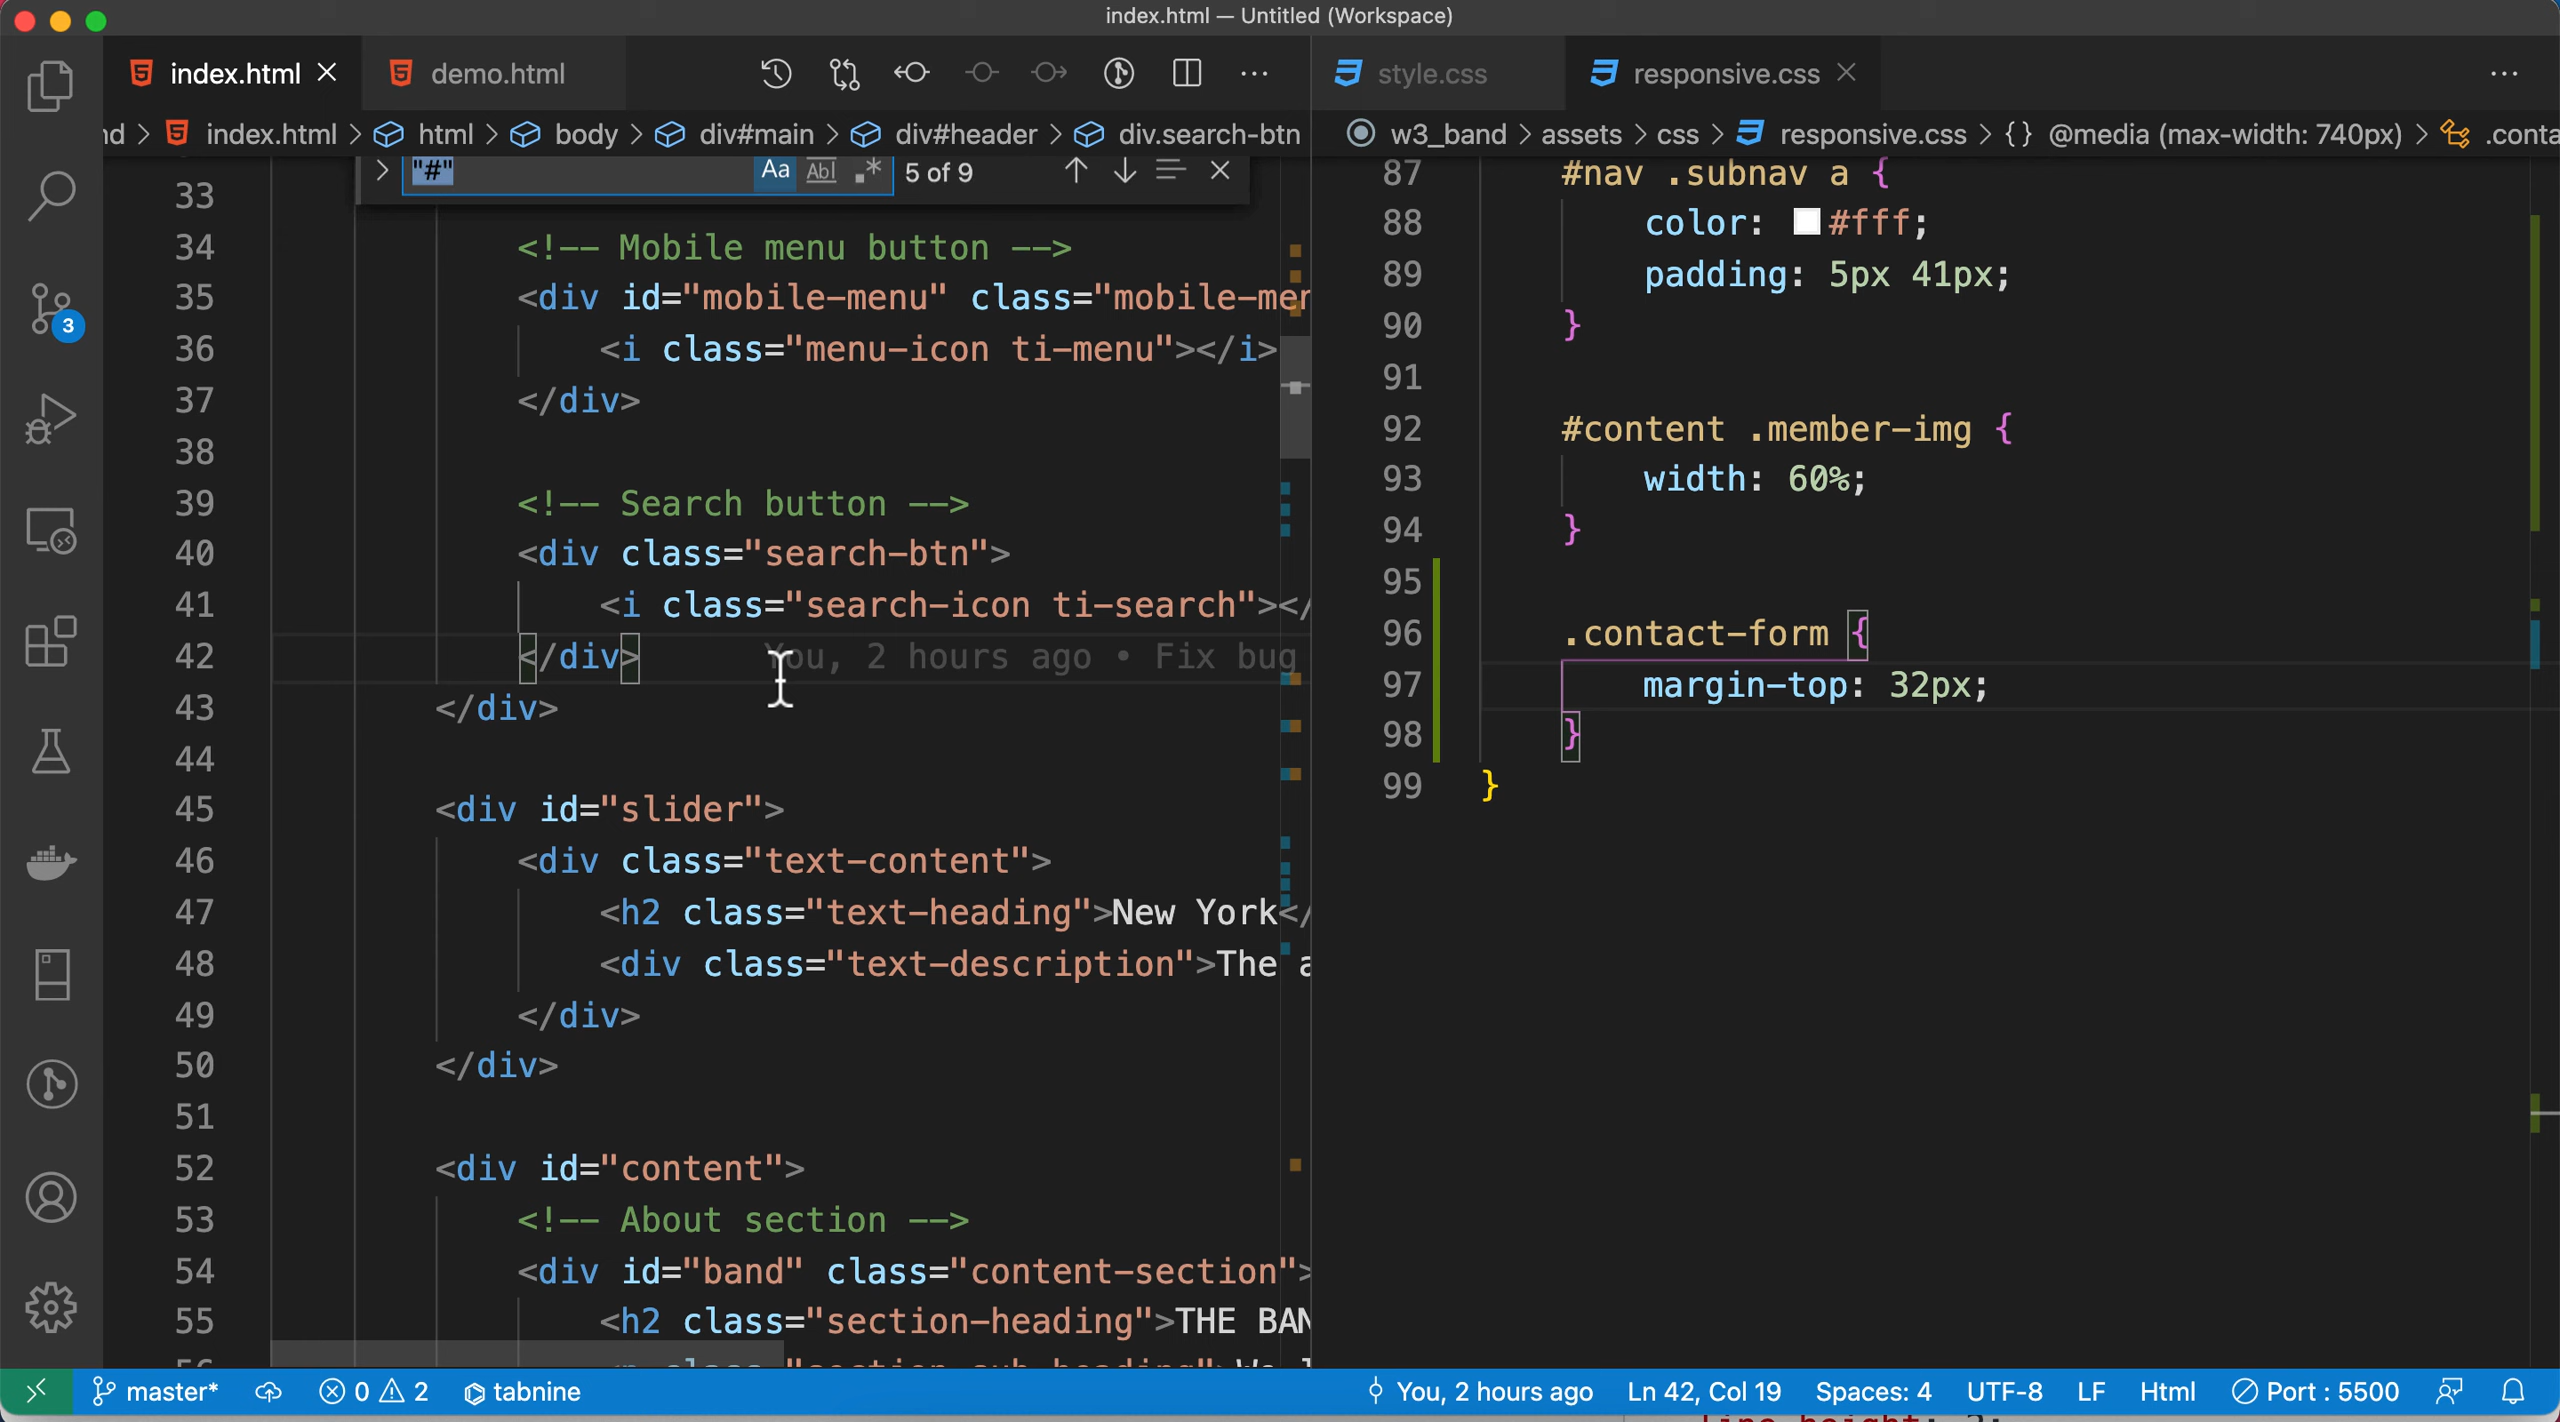 index.html — Untitled (Workspace)
index.html
demo.html
style.css
responsive.css
nd > index.html > html > body > div#main > div#header > div.search-btn
w3_band > assets > css > responsive.css > {} @media (max-width: 740px) > .conta
"#"
Aa Abl .* 5 of 9
33
34 <!-- Mobile menu button -->
35 <div id="mobile-menu" class="mobile-mer
36 <i class="menu-icon ti-menu"></i>
37 </div>
38
39 <!-- Search button -->
40 <div class="search-btn">
41 <i class="search-icon ti-search"></
42 </div> You, 2 hours ago • Fix bug
43 </div>
44
45 <div id="slider">
46 <div class="text-content">
47 <h2 class="text-heading">New York</
48 <div class="text-description">The a
49 </div>
50 </div>
51
52 <div id="content">
53 <!-- About section -->
54 <div id="band" class="content-section">
55 <h2 class="section-heading">THE BAN
87 #nav .subnav a {
88 color: #fff;
89 padding: 5px 41px;
90 }
91
92 #content .member-img {
93 width: 60%;
94 }
95
96 .contact-form {
97 margin-top: 32px;
98 }
99 }
3
master* 0 2 tabnine
You, 2 hours ago Ln 42, Col 19 Spaces: 4 UTF-8 LF Html Port : 5500